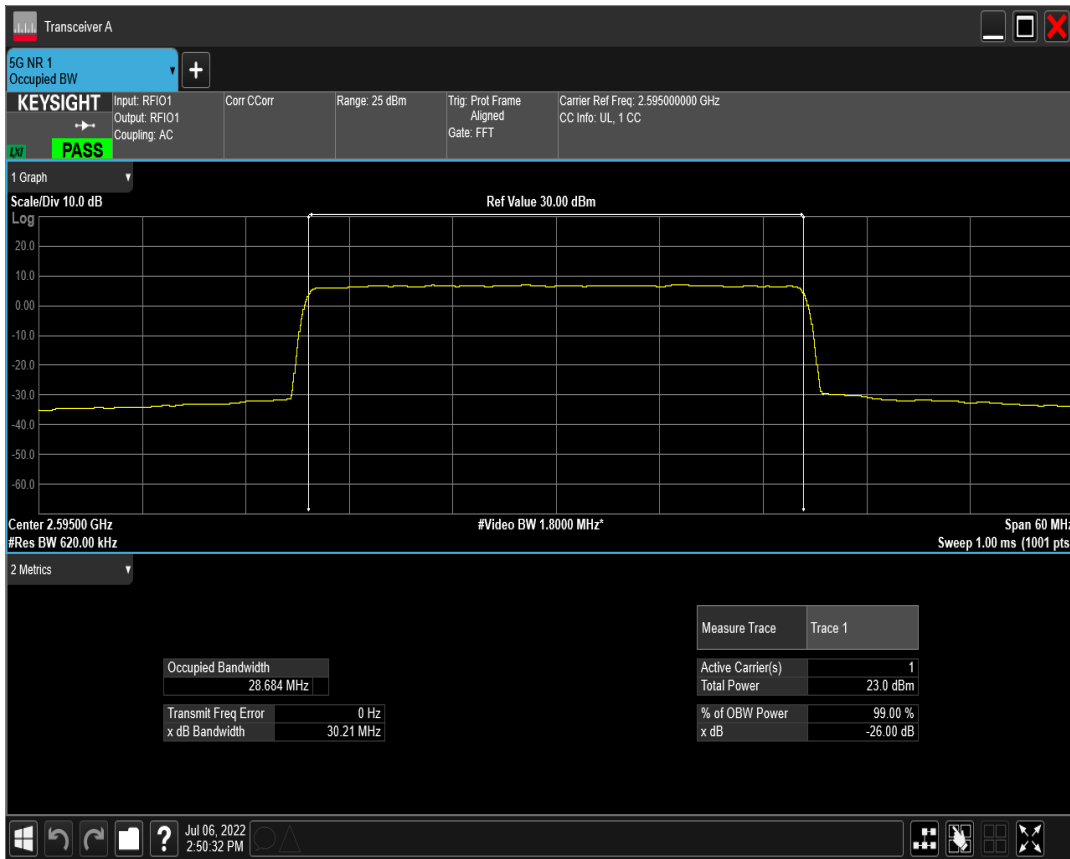 Transceiver A
5G NR 1
Occupied BW
+
KEYSIGHT
LXI
PASS
Input: RFIO1
Output: RFIO1
Coupling: AC
Corr CCorr
Range: 25 dBm
Trig: Prot Frame
Aligned
Gate: FFT
Carrier Ref Freq: 2.595000000 GHz
CC Info: UL, 1 CC
1 Graph
Scale/Div 10.0 dB
Ref Value 30.00 dBm
Log
20.0
10.0
0.00
-10.0
-20.0
-30.0
-40.0
-50.0
-60.0
Center 2.59500 GHz
#Video BW 1.8000 MHz*
Span 60 MHz
#Res BW 620.00 kHz
Sweep 1.00 ms (1001 pts
2 Metrics
Measure Trace Trace 1
Occupied Bandwidth
28.684 MHz
Active Carrier(s) 1
Total Power 23.0 dBm
Transmit Freq Error 0 Hz
x dB Bandwidth 30.21 MHz
% of OBW Power 99.00 %
x dB -26.00 dB
?
Jul 06, 2022
2:50:32 PM